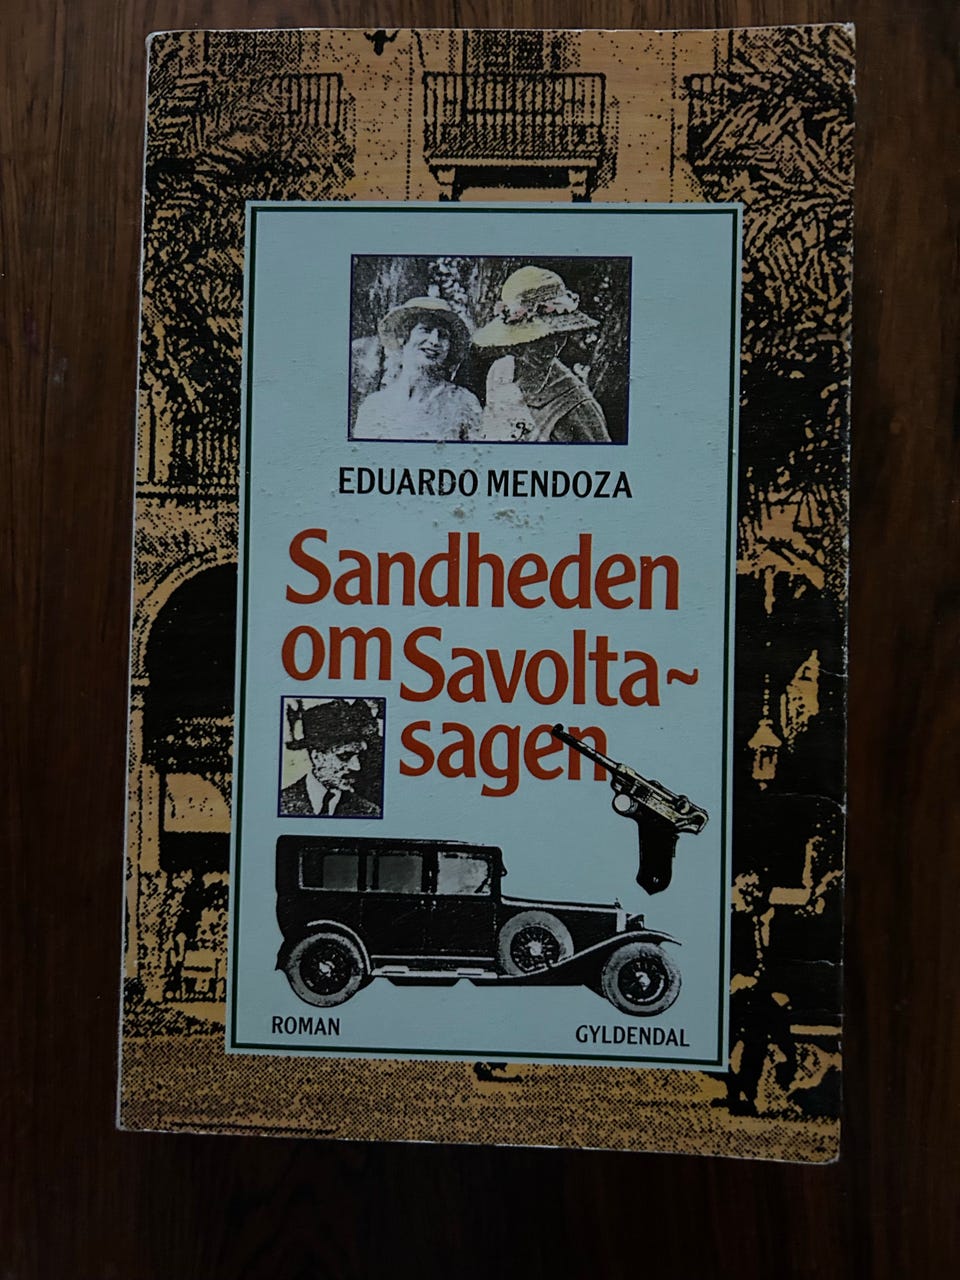 EDUARDO MENDOZA
Sandheden
om Savolta~
sagen
ROMAN
GYLDENDAL